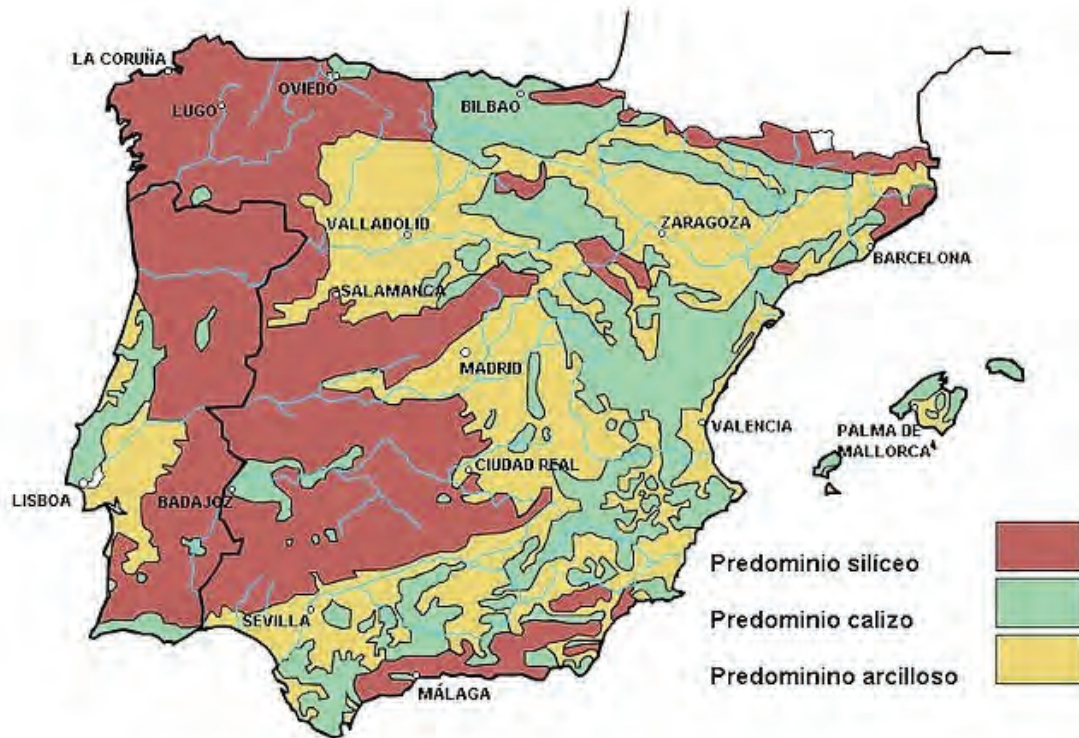 LA CORUÑA
OVIEDO
BILBAO
LUGO
VALLADOLID
ZARAGOZA
BARCELONA
SALAMANCA
MADRID
VALENCIA
PALMA DE
MALLORCA
CIUDAD REAL
LISBOA
BADAJOZ
SEVILLA
MÁLAGA
Predominio silíceo
Predominio calizo
Predominino arcilloso